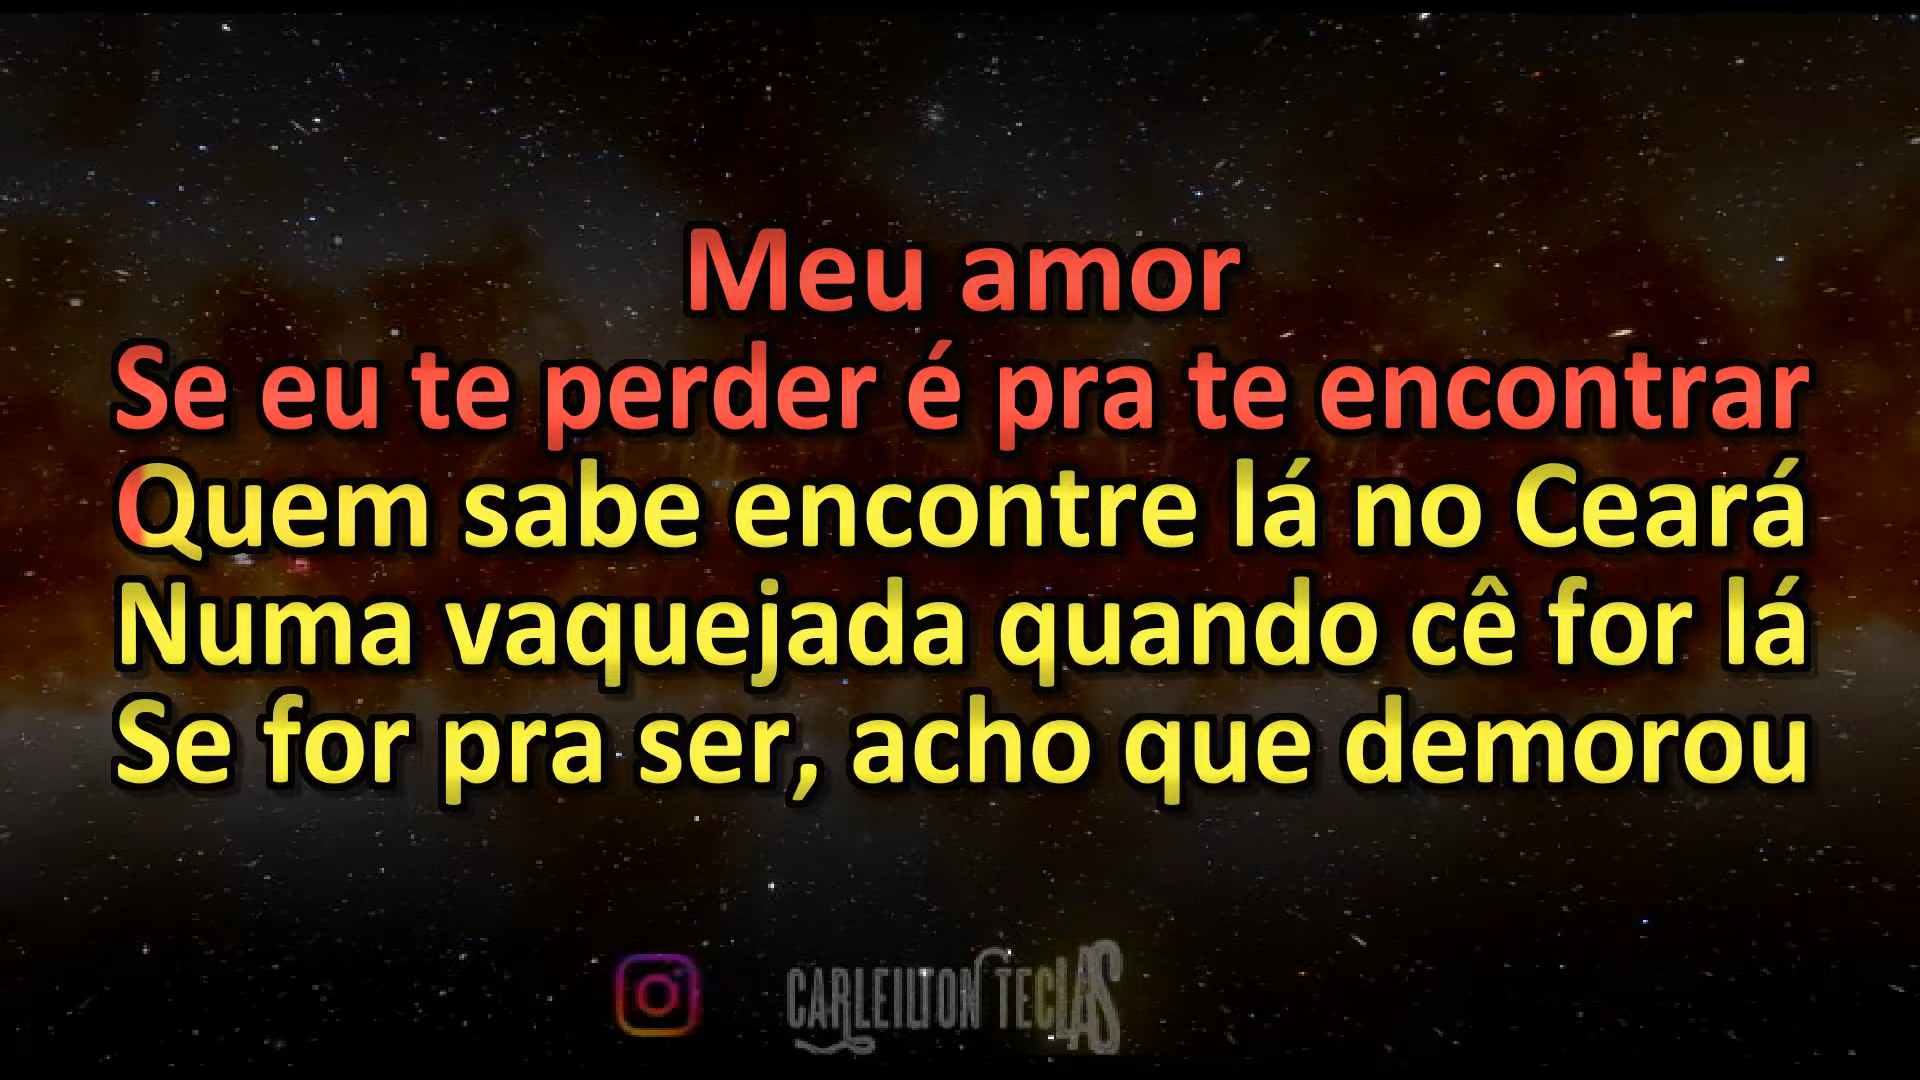 Meu amor
Se eu te perder é pra te encontrar
Quem sabe encontre lá no Ceará
Numa vaquejada quando cê for lá
Se for pra ser, acho que demorou
CARLEILTON TECLAS